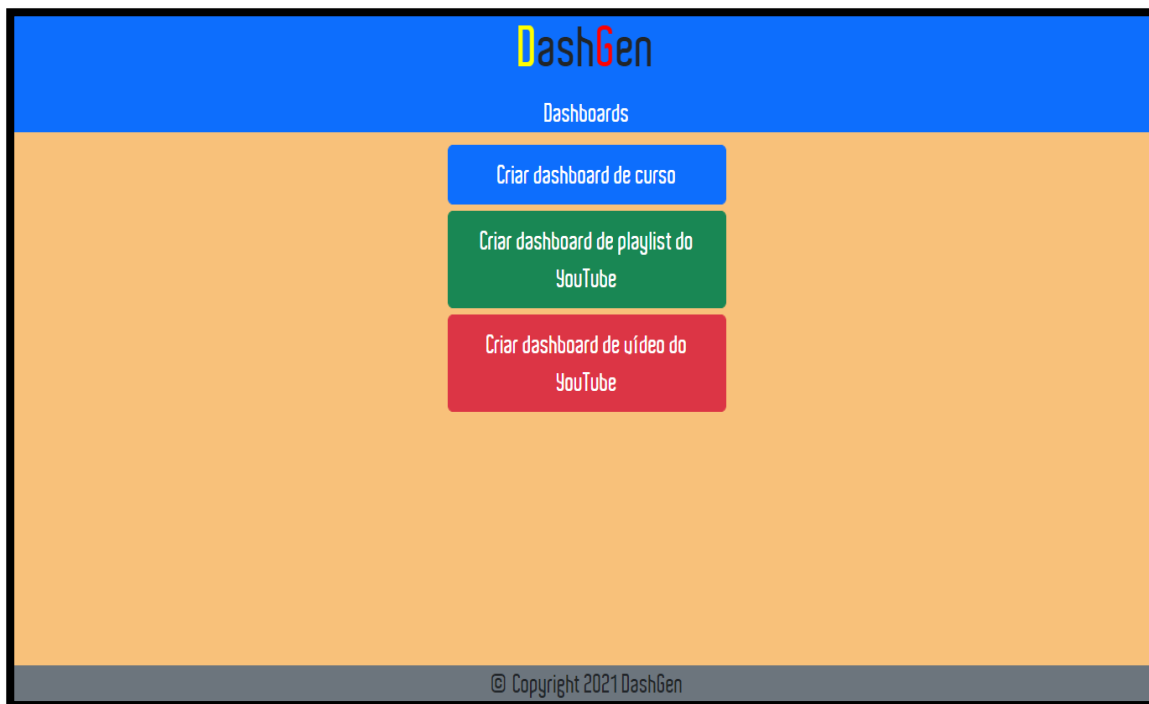 DashGen
Dashboards
Criar dashboard de curso
Criar dashboard de playlist do
YouTube
Criar dashboard de vídeo do
YouTube
© Copyright 2021 DashGen